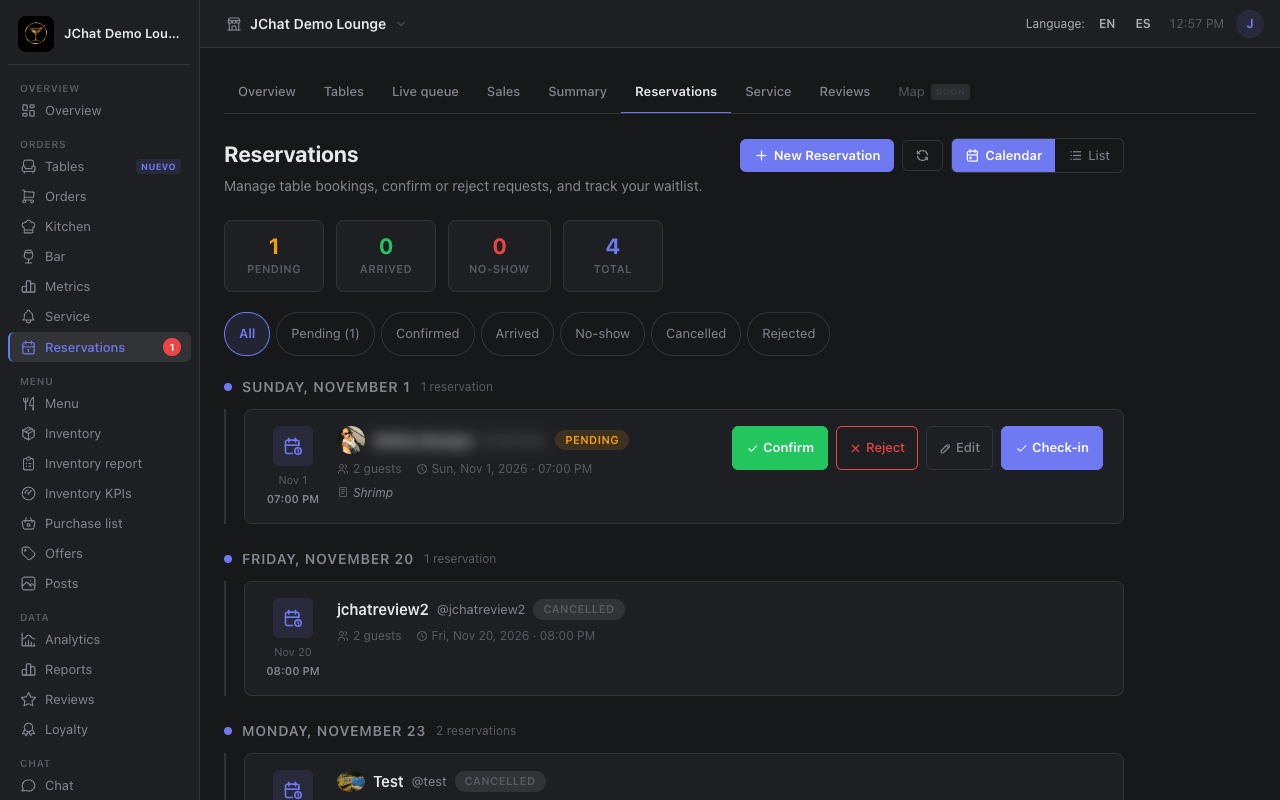 JChat Demo Lou...
OVERVIEW
Overview
ORDERS
Tables NUEVO
Orders
Kitchen
Bar
Metrics
Service
Reservations 1
MENU
Menu
Inventory
Inventory report
Inventory KPIs
Purchase list
Offers
Posts
DATA
Analytics
Reports
Reviews
Loyalty
CHAT
Chat
JChat Demo Lounge
Language: EN ES 12:57 PM J
Overview Tables Live queue Sales Summary Reservations Service Reviews Map SOON
Reservations
New Reservation Calendar List
Manage table bookings, confirm or reject requests, and track your waitlist.
1 0 0 4
PENDING ARRIVED NO-SHOW TOTAL
All Pending (1) Confirmed Arrived No-show Cancelled Rejected
SUNDAY, NOVEMBER 1 1 reservation
PENDING
2 guests Sun, Nov 1, 2026 · 07:00 PM
Shrimp
Nov 1
07:00 PM
Confirm Reject Edit Check-in
FRIDAY, NOVEMBER 20 1 reservation
jchatreview2 @jchatreview2 CANCELLED
2 guests Fri, Nov 20, 2026 · 08:00 PM
Nov 20
08:00 PM
MONDAY, NOVEMBER 23 2 reservations
Test @test CANCELLED